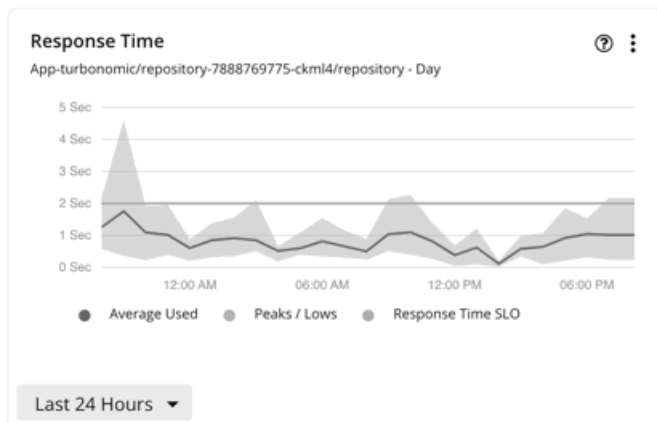 Response Time
App-turbonomic/repository-7888769775-ckml4/repository - Day
5 Sec
4 Sec
3 Sec
2 Sec
1 Sec
0 Sec
12:00 AM 06:00 AM 12:00 PM 06:00 PM
Average Used Peaks / Lows Response Time SLO
Last 24 Hours